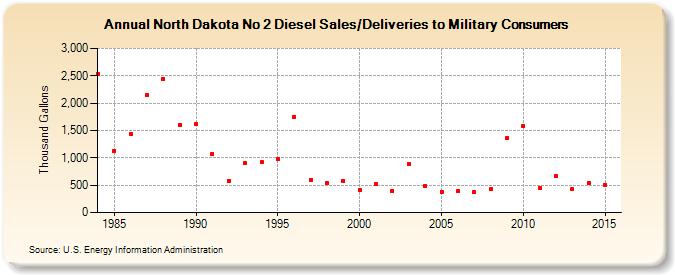 Annual North Dakota No 2 Diesel Sales/Deliveries to Military Consumers
Thousand Gallons
3,000
2,500
2,000
1,500
1,000
500
0
1985 1990 1995 2000 2005 2010 2015
Source: U.S. Energy Information Administration